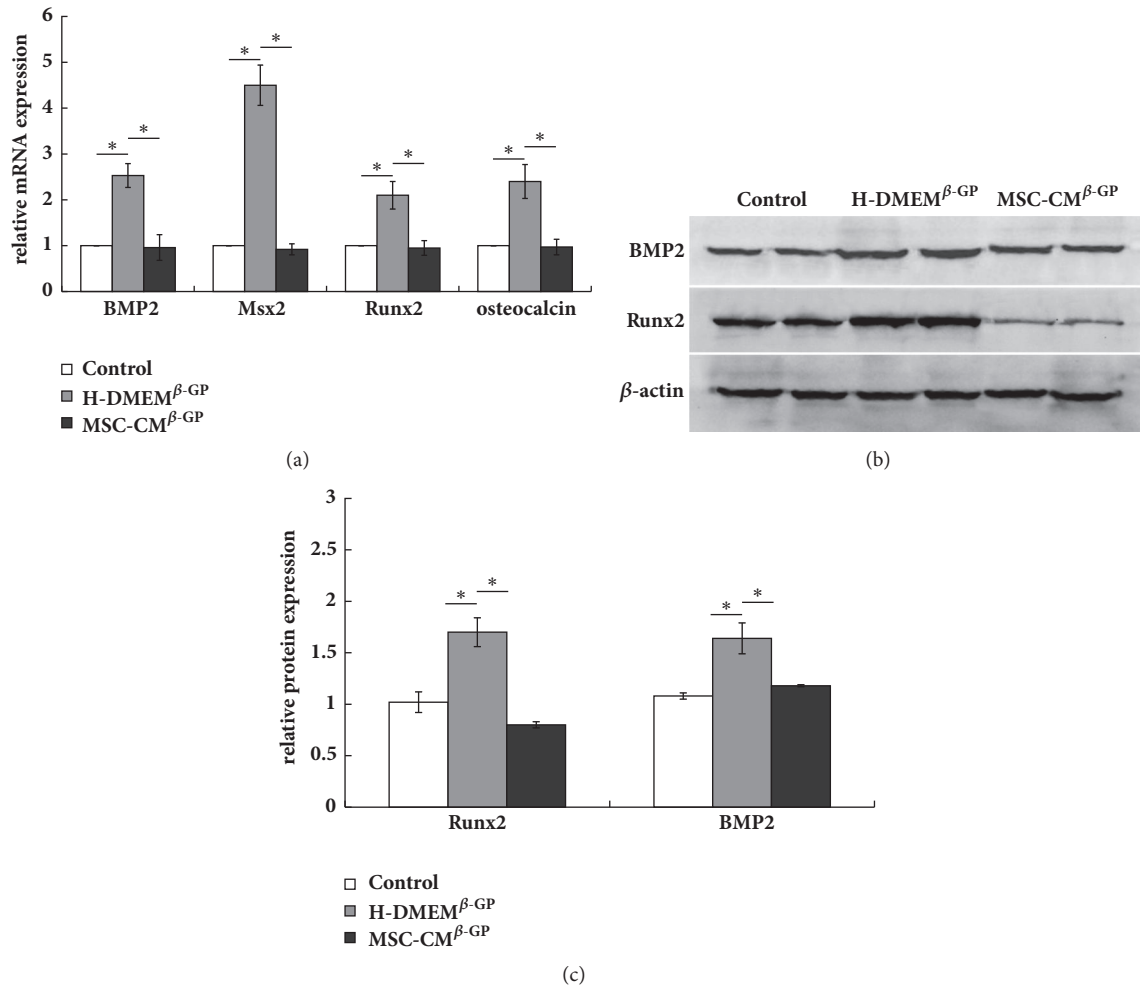 relative mRNA expression
6
5
4
3
2
1
0
* *
* *
* *
* *
BMP2 Msx2 Runx2 osteocalcin
Control
H-DMEM^β-GP
MSC-CM^β-GP
(a)
Control H-DMEM^β-GP MSC-CM^β-GP
BMP2
Runx2
β-actin
(b)
relative protein expression
3
2.5
2
1.5
1
0.5
0
* *
* *
Runx2 BMP2
Control
H-DMEM^β-GP
MSC-CM^β-GP
(c)